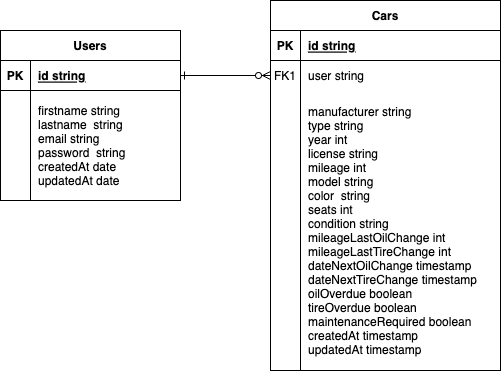 Users
PK id string
firstname string
lastname  string
email string
password  string
createdAt date
updatedAt date
Cars
PK id string
FK1 user string
manufacturer string
type string
year int
license string
mileage int
model string
color  string
seats int
condition string
mileageLastOilChange int
mileageLastTireChange int
dateNextOilChange timestamp
dateNextTireChange timestamp
oilOverdue boolean
tireOverdue boolean
maintenanceRequired boolean
createdAt timestamp
updatedAt timestamp